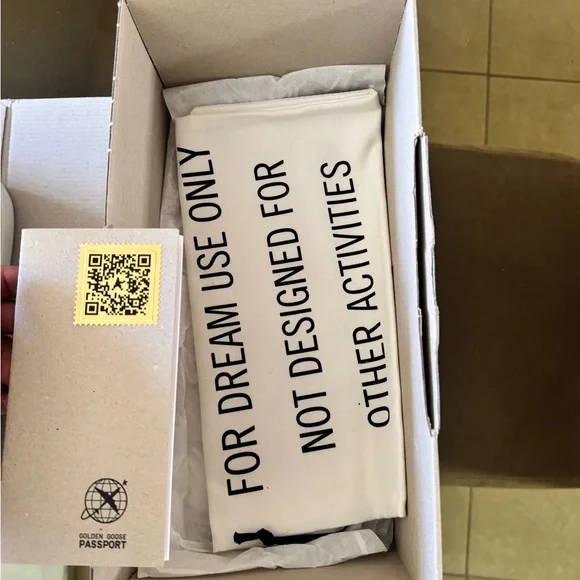 FOR DREAM USE ONLY
NOT DESIGNED FOR
OTHER ACTIVITIES
GOLDEN GOOSE
PASSPORT